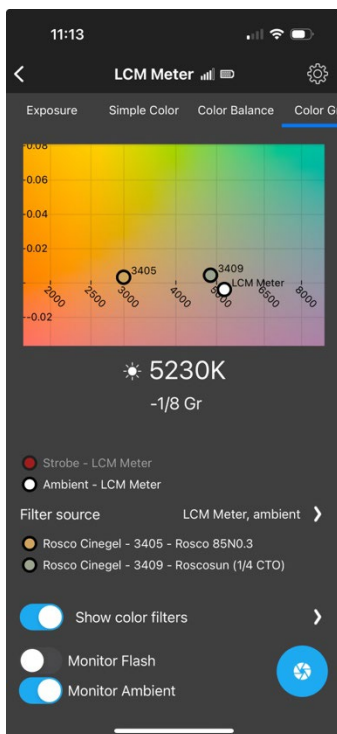 11:13
LCM Meter
Exposure Simple Color Color Balance Color Gr
0.08
-0.06
-0.04
-0.02
3405 3409
LCM Meter
2000 2500 3000 4000 5000 6500 8000
--0.02
5230K
-1/8 Gr
Strobe - LCM Meter
Ambient - LCM Meter
Filter source LCM Meter, ambient
Rosco Cinegel - 3405 - Rosco 85N0.3
Rosco Cinegel - 3409 - Roscosun (1/4 CTO)
Show color filters
Monitor Flash
Monitor Ambient